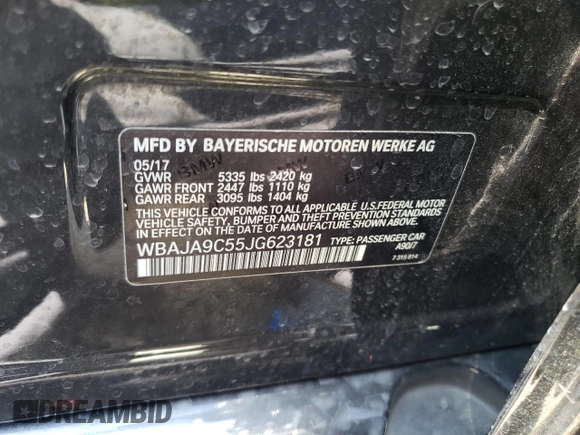 MFD BY BAYERISCHE MOTOREN WERKE AG
05/17
GVWR 5335 lbs 2420 kg
GAWR FRONT 2447 lbs 1110 kg
GAWR REAR 3095 lbs 1404 kg
THIS VEHICLE CONFORMS TO ALL APPLICABLE U.S.FEDERAL MOTOR
VEHICLE SAFETY, BUMPER, AND THEFT PREVENTION STANDARDS
IN EFFECT ON THE DATE OF MANUFACTURE SHOWN ABOVE.
WBAJA9C55JG623181 TYPE: PASSENGER CAR
A90/7
7 315 814
DREAMBID